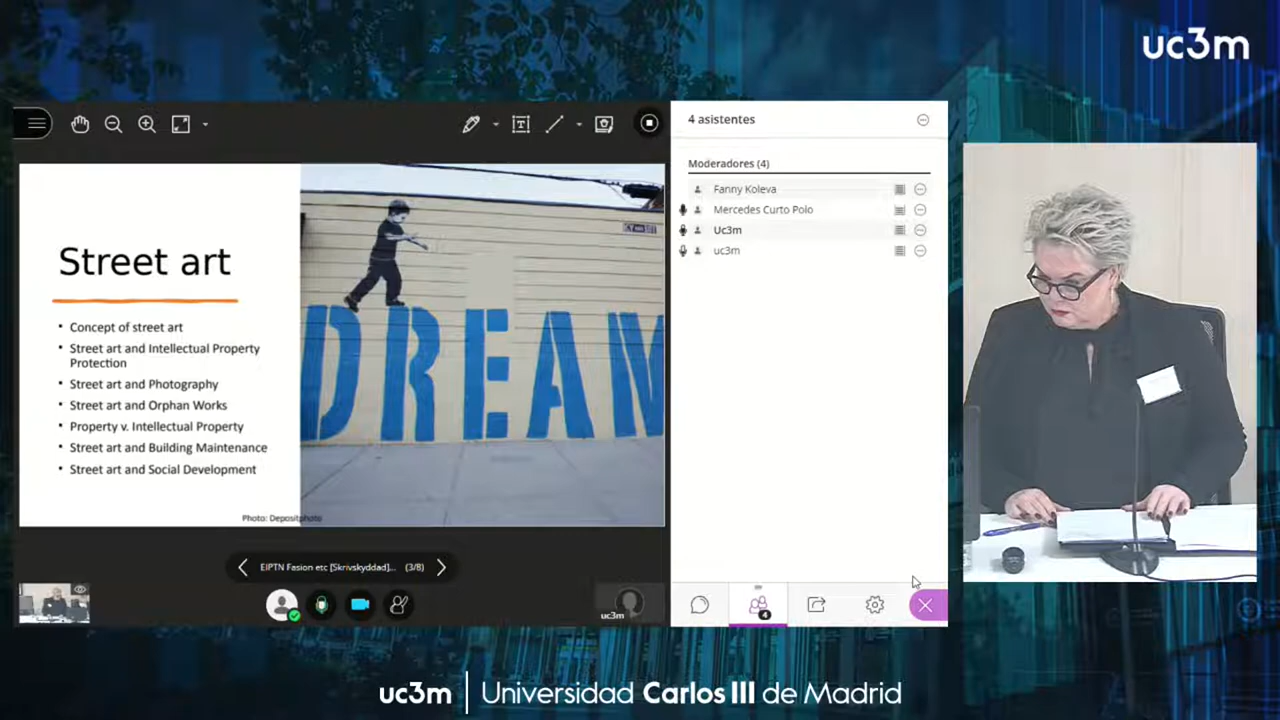 uc3m
4 asistentes
Moderadores (4)
Fanny Koleva
Mercedes Curto Polo
Uc3m
uc3m
Street art
• Concept of street art
• Street art and Intellectual Property
Protection
• Street art and Photography
• Street art and Orphan Works
• Property v. Intellectual Property
• Street art and Building Maintenance
• Street art and Social Development
DREAM
Photo: Depositphoto
EIPTN Fasion etc [Skrivskyddad]... (3/8)
uc3m
4
uc3m | Universidad Carlos III de Madrid